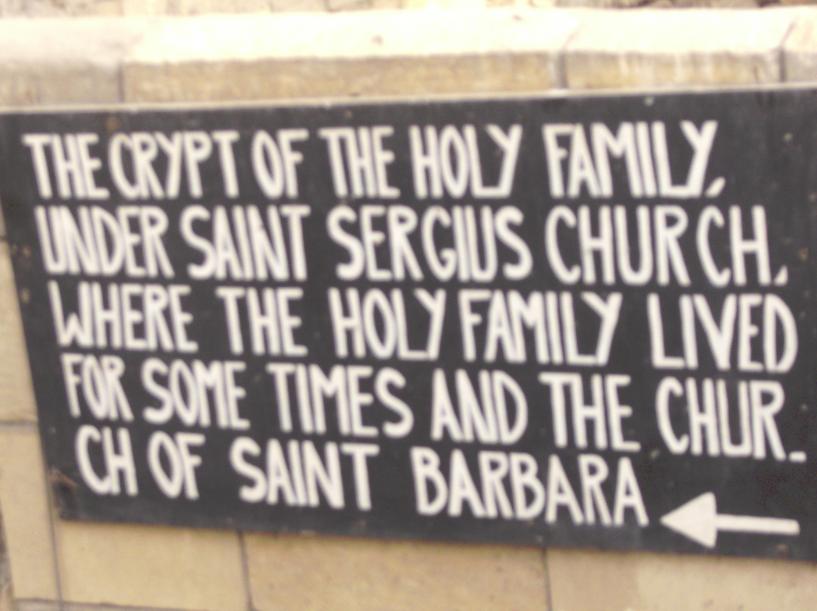 THE CRYPT OF THE HOLY FAMILY,
UNDER SAINT SERGIUS CHURCH,
WHERE THE HOLY FAMILY LIVED
FOR SOME TIMES AND THE CHUR-
CH OF SAINT BARBARA